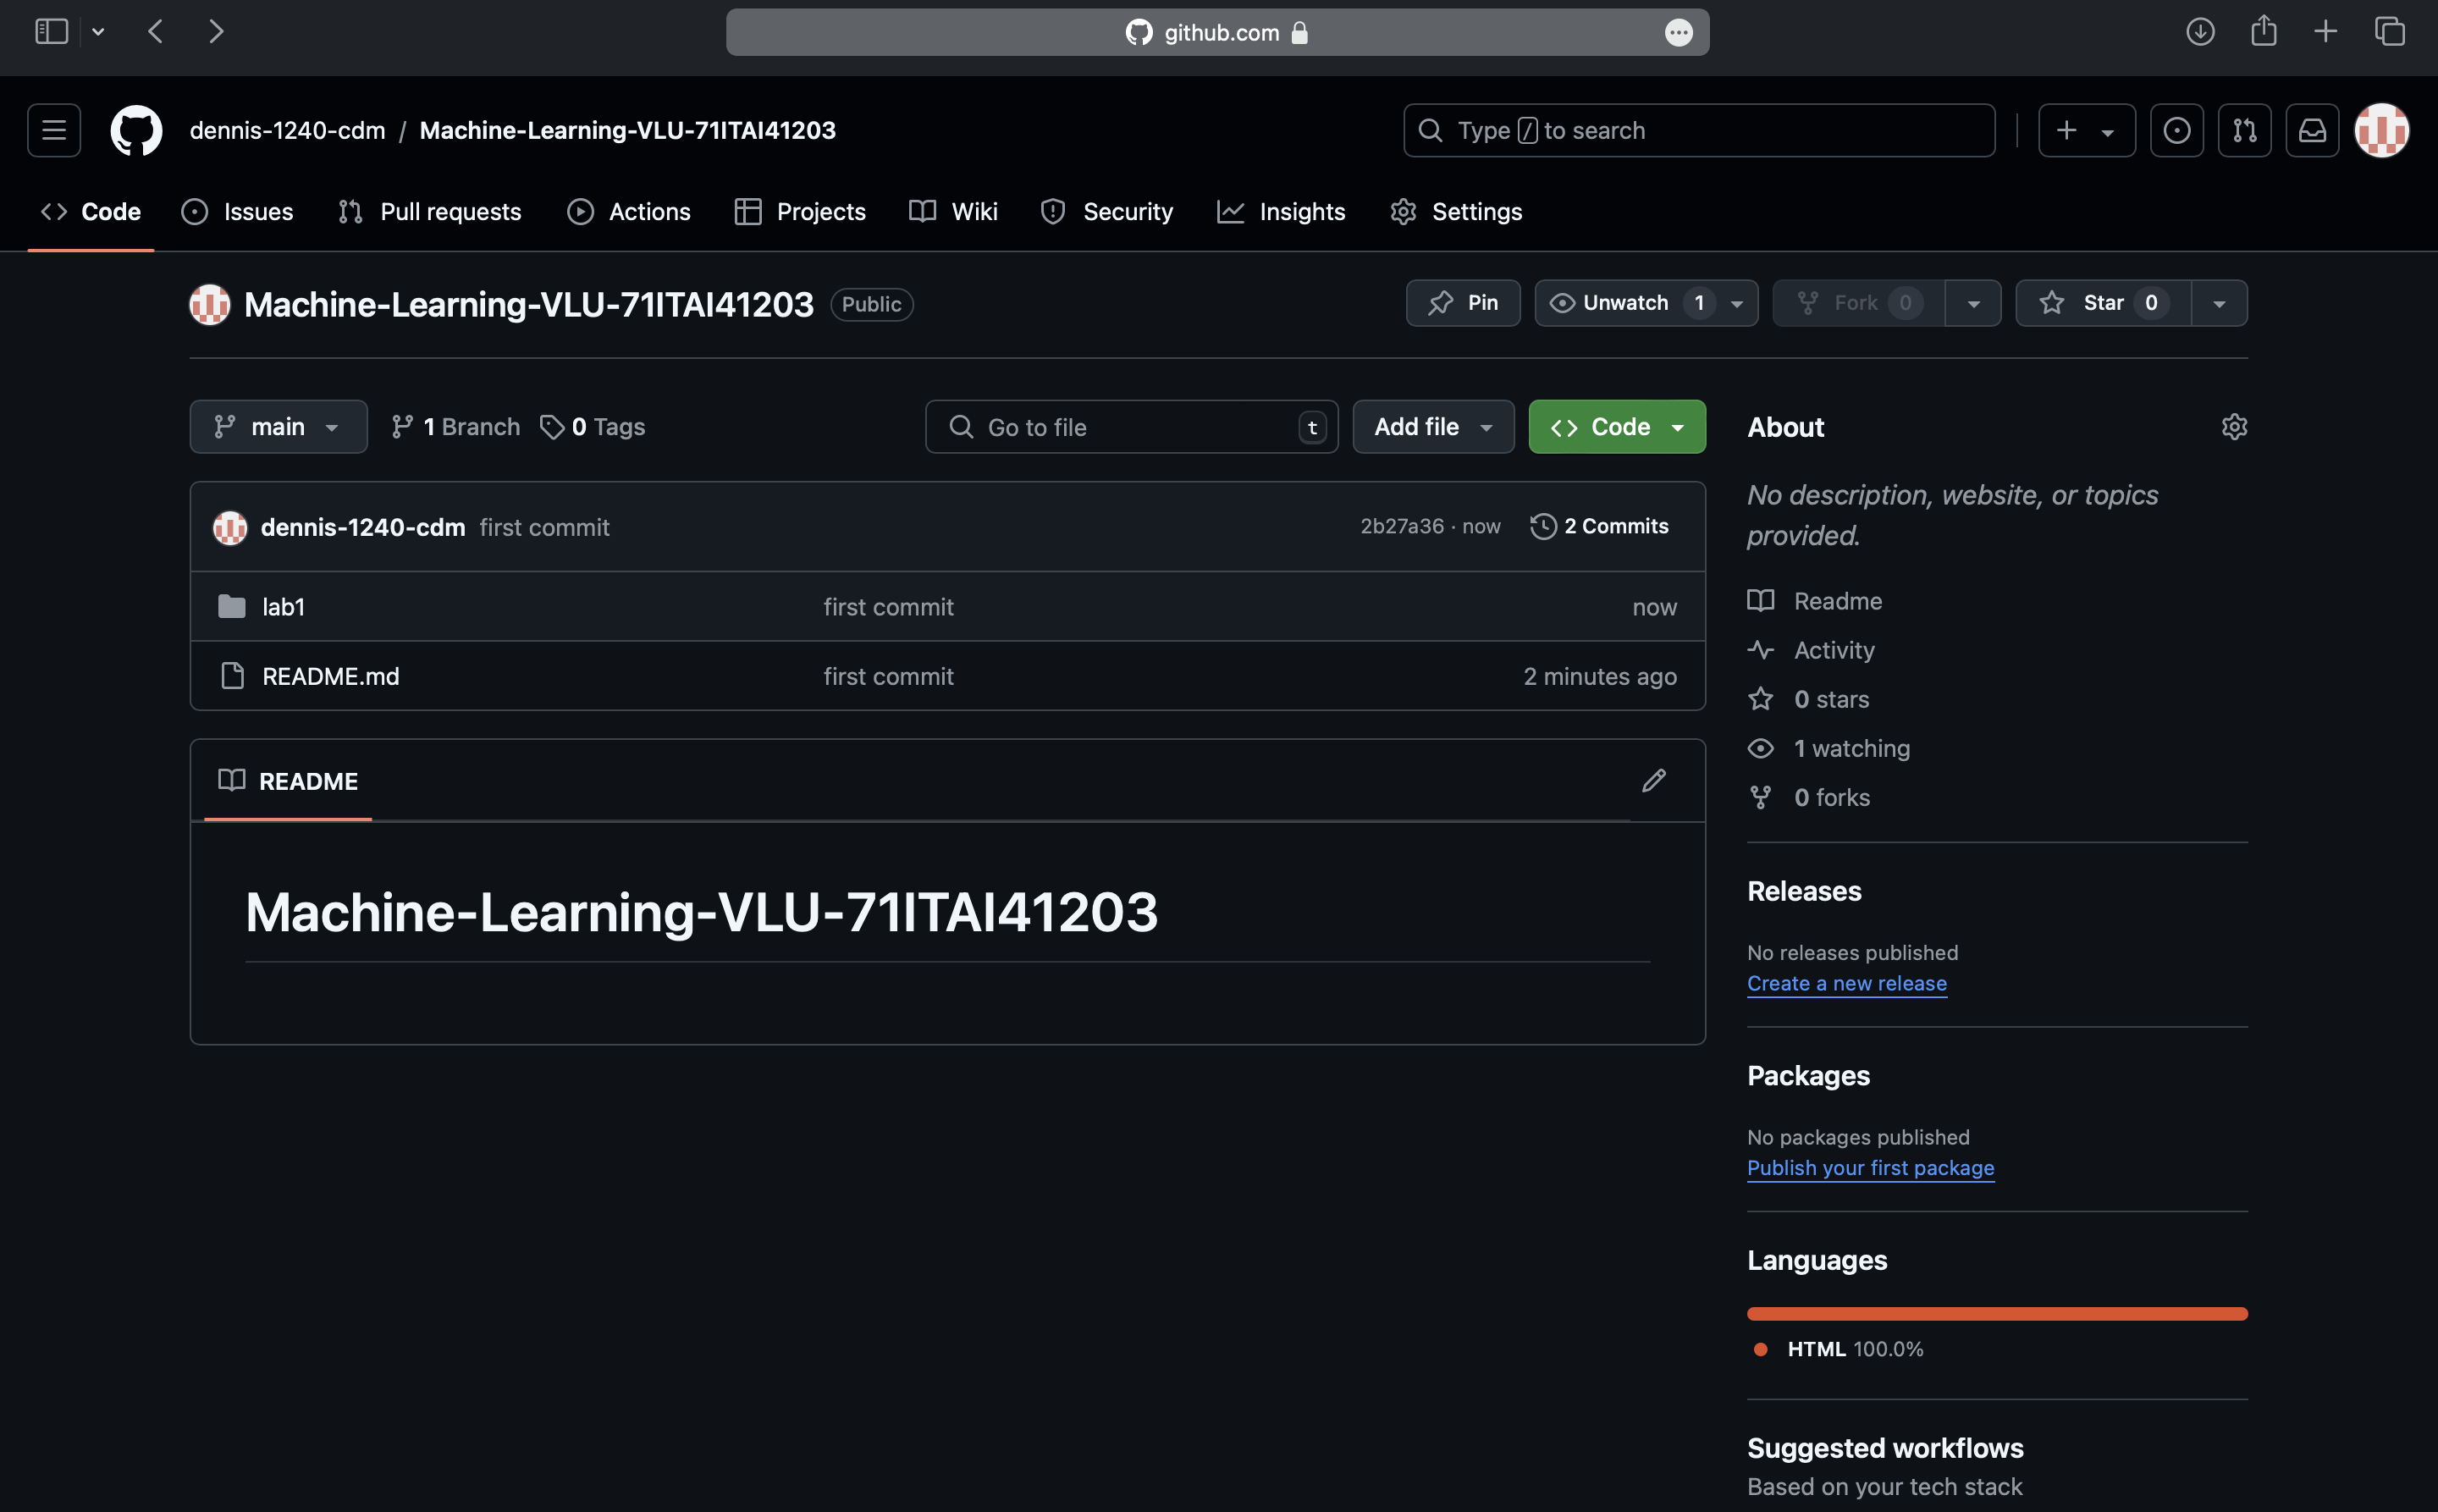 github.com
dennis-1240-cdm / Machine-Learning-VLU-71ITAI41203
Type / to search
Code Issues Pull requests Actions Projects Wiki Security Insights Settings
Machine-Learning-VLU-71ITAI41203 Public
Pin Unwatch 1 Fork 0 Star 0
main 1 Branch 0 Tags
Go to file t
Add file Code
dennis-1240-cdm first commit 2b27a36 · now 2 Commits
lab1 first commit now
README.md first commit 2 minutes ago
README
Machine-Learning-VLU-71ITAI41203
About
No description, website, or topics
provided.
Readme
Activity
0 stars
1 watching
0 forks
Releases
No releases published
Create a new release
Packages
No packages published
Publish your first package
Languages
HTML 100.0%
Suggested workflows
Based on your tech stack